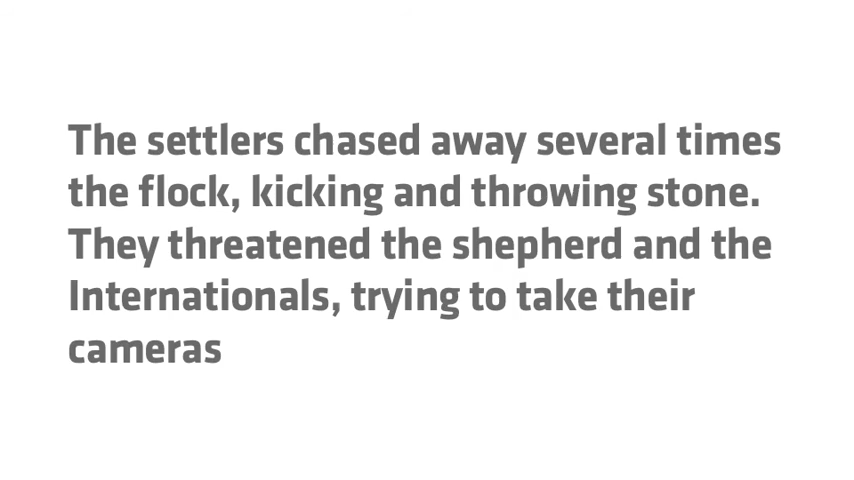 The settlers chased away several times
the flock, kicking and throwing stone.
They threatened the shepherd and the
Internationals, trying to take their
cameras